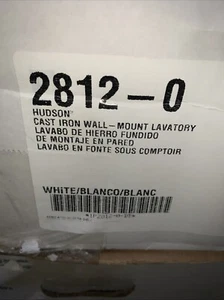 2812-0
HUDSON®
CAST IRON WALL-MOUNT LAVATORY
LAVABO DE HIERRO FUNDIDO
DE MONTAJE EN PARED
LAVABO EN FONTE SOUS COMPTOIR
WHITE/BLANCO/BLANC